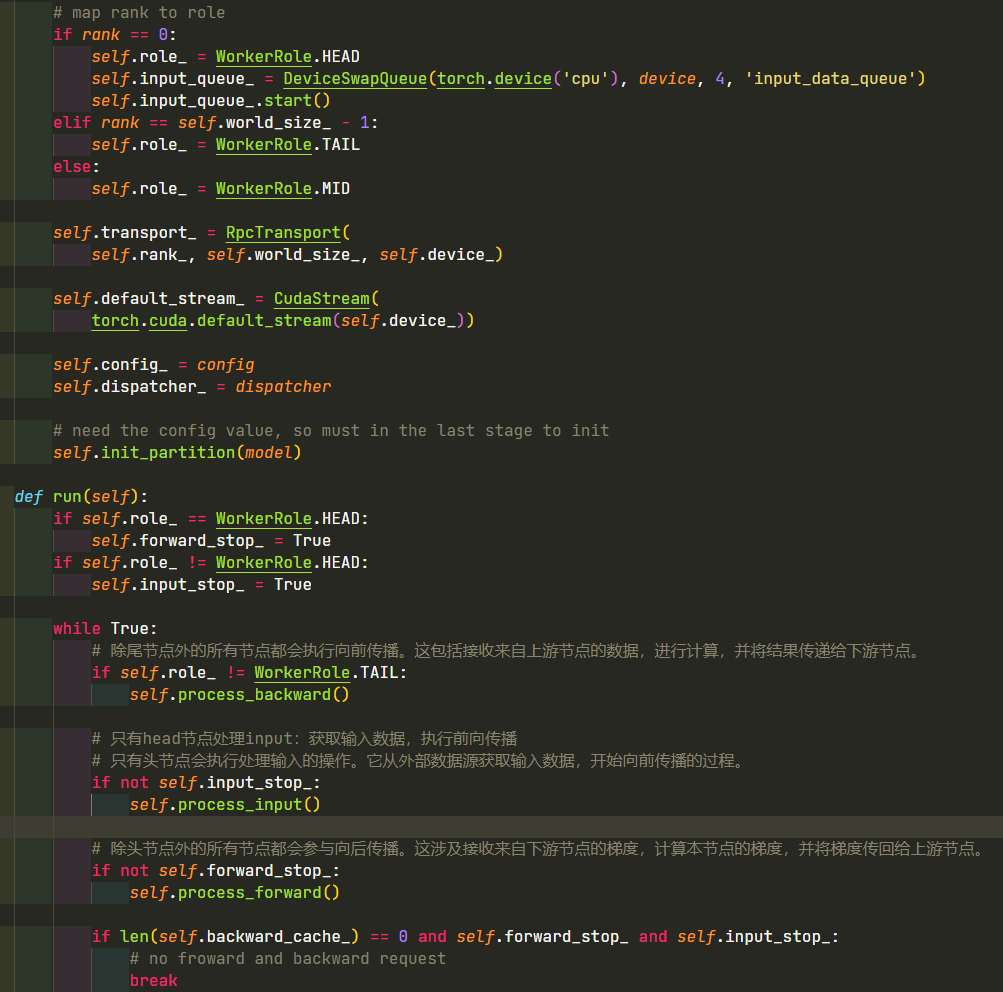 # map rank to role
if rank == 0:
self.role_ = WorkerRole.HEAD
self.input_queue_ = DeviceSwapQueue(torch.device('cpu'), device, 4, 'input_data_queue')
self.input_queue_.start()
elif rank == self.world_size_ - 1:
self.role_ = WorkerRole.TAIL
else:
self.role_ = WorkerRole.MID
self.transport_ = RpcTransport(
self.rank_, self.world_size_, self.device_)
self.default_stream_ = CudaStream(
torch.cuda.default_stream(self.device_))
self.config_ = config
self.dispatcher_ = dispatcher
# need the config value, so must in the last stage to init
self.init_partition(model)
def run(self):
if self.role_ == WorkerRole.HEAD:
self.forward_stop_ = True
if self.role_ != WorkerRole.HEAD:
self.input_stop_ = True
while True:
# 除尾节点外的所有节点都会执行向前传播。这包括接收来自上游节点的数据，进行计算，并将结果传递给下游节点。
if self.role_ != WorkerRole.TAIL:
self.process_backward()
# 只有head节点处理input：获取输入数据，执行前向传播
# 只有头节点会执行处理输入的操作。它从外部数据源获取输入数据，开始向前传播的过程。
if not self.input_stop_:
self.process_input()
# 除头节点外的所有节点都会参与向后传播。这涉及接收来自下游节点的梯度，计算本节点的梯度，并将梯度传回给上游节点。
if not self.forward_stop_:
self.process_forward()
if len(self.backward_cache_) == 0 and self.forward_stop_ and self.input_stop_:
# no froward and backward request
break